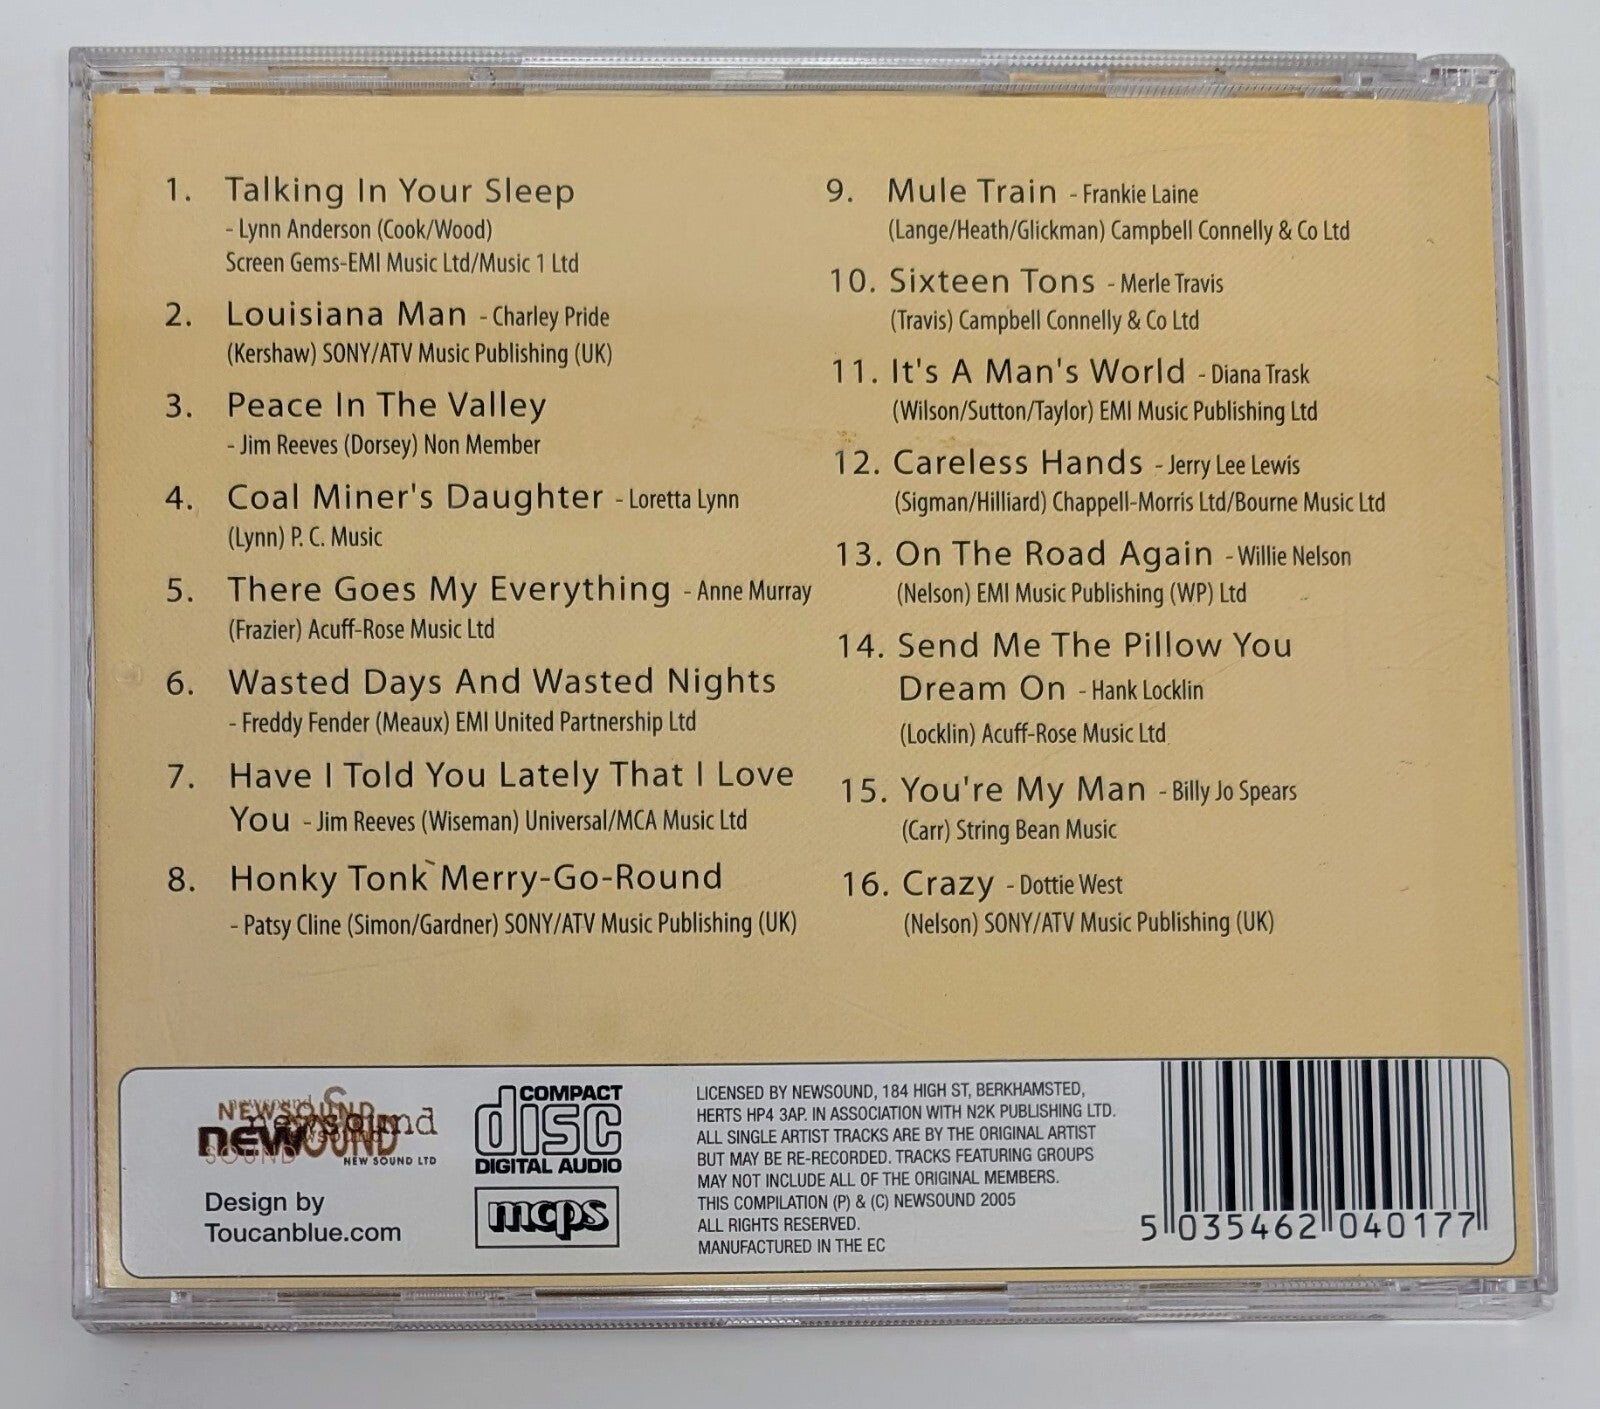 1. Talking In Your Sleep
- Lynn Anderson (Cook/Wood)
Screen Gems-EMI Music Ltd/Music 1 Ltd
2. Louisiana Man - Charley Pride
(Kershaw) SONY/ATV Music Publishing (UK)
3. Peace In The Valley
- Jim Reeves (Dorsey) Non Member
4. Coal Miner's Daughter - Loretta Lynn
(Lynn) P. C. Music
5. There Goes My Everything - Anne Murray
(Frazier) Acuff-Rose Music Ltd
6. Wasted Days And Wasted Nights
- Freddy Fender (Meaux) EMI United Partnership Ltd
7. Have I Told You Lately That I Love
You - Jim Reeves (Wiseman) Universal/MCA Music Ltd
8. Honky Tonk Merry-Go-Round
- Patsy Cline (Simon/Gardner) SONY/ATV Music Publishing (UK)
9. Mule Train - Frankie Laine
(Lange/Heath/Glickman) Campbell Connelly & Co Ltd
10. Sixteen Tons - Merle Travis
(Travis) Campbell Connelly & Co Ltd
11. It's A Man's World - Diana Trask
(Wilson/Sutton/Taylor) EMI Music Publishing Ltd
12. Careless Hands - Jerry Lee Lewis
(Sigman/Hilliard) Chappell-Morris Ltd/Bourne Music Ltd
13. On The Road Again - Willie Nelson
(Nelson) EMI Music Publishing (WP) Ltd
14. Send Me The Pillow You
Dream On - Hank Locklin
(Locklin) Acuff-Rose Music Ltd
15. You're My Man - Billy Jo Spears
(Carr) String Bean Music
16. Crazy - Dottie West
(Nelson) SONY/ATV Music Publishing (UK)
NEWSOUND
newsound
NEWSOUND
SOUND
NEW SOUND LTD
Design by
Toucanblue.com
COMPACT
disc
DIGITAL AUDIO
mcps
LICENSED BY NEWSOUND, 184 HIGH ST, BERKHAMSTED,
HERTS HP4 3AP. IN ASSOCIATION WITH N2K PUBLISHING LTD.
ALL SINGLE ARTIST TRACKS ARE BY THE ORIGINAL ARTIST
BUT MAY BE RE-RECORDED. TRACKS FEATURING GROUPS
MAY NOT INCLUDE ALL OF THE ORIGINAL MEMBERS.
THIS COMPILATION (P) & (C) NEWSOUND 2005
ALL RIGHTS RESERVED.
MANUFACTURED IN THE EC
5 035462 040177